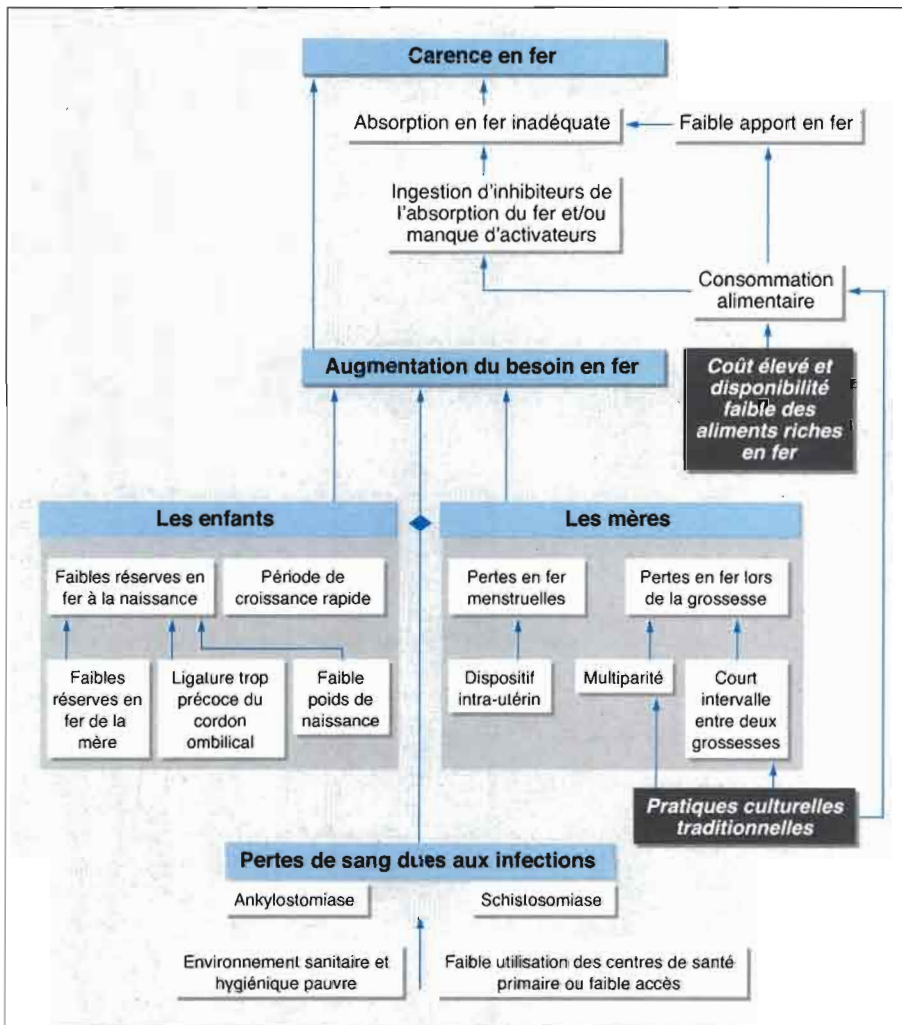 Carence en fer
Absorption en fer inadéquate
Faible apport en fer
Ingestion d'inhibiteurs de
l'absorption du fer et/ou
manque d'activateurs
Consommation
alimentaire
Augmentation du besoin en fer
Coût élevé et
disponibilité
faible des
aliments riches
en fer
Les enfants
Faibles réserves en
fer à la naissance
Période de
croissance rapide
Faibles
réserves en
fer de la
mère
Ligature trop
précoce du
cordon
ombilical
Faible
poids de
naissance
Les mères
Pertes en fer
menstruelles
Pertes en fer lors
de la grossesse
Dispositif
intra-utérin
Multiparité
Court
intervalle
entre deux
grossesses
Pratiques culturelles
traditionnelles
Pertes de sang dues aux infections
Ankylostomiase
Schistosomiase
Environnement sanitaire et
hygiénique pauvre
Faible utilisation des centres de santé
primaire ou faible accès